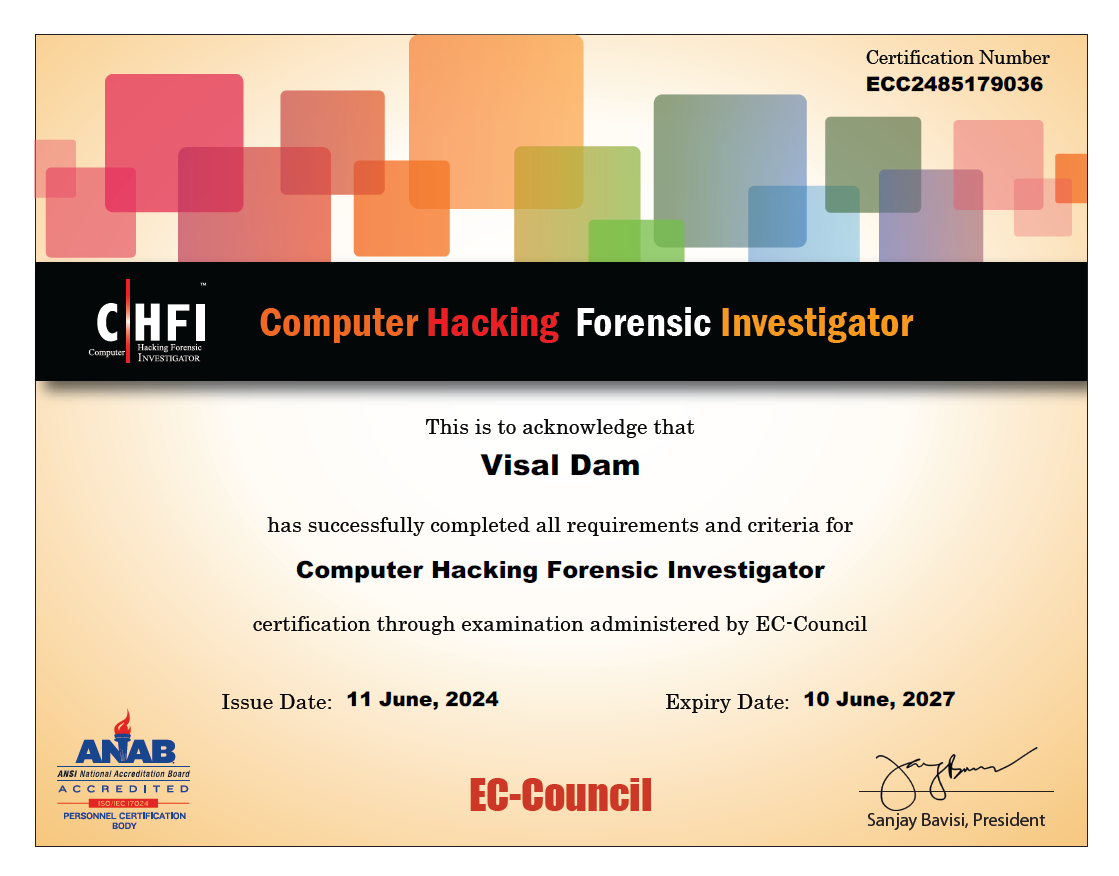 Certification Number
ECC2485179036
CHFI™
Computer Hacking Forensic
INVESTIGATOR
Computer Hacking Forensic Investigator
This is to acknowledge that
Visal Dam
has successfully completed all requirements and criteria for
Computer Hacking Forensic Investigator
certification through examination administered by EC-Council
Issue Date: 11 June, 2024 Expiry Date: 10 June, 2027
ANAB
ANSI National Accreditation Board
ACCREDITED
ISO/IEC 17024
PERSONNEL CERTIFICATION
BODY
EC-Council
Sanjay Bavisi, President